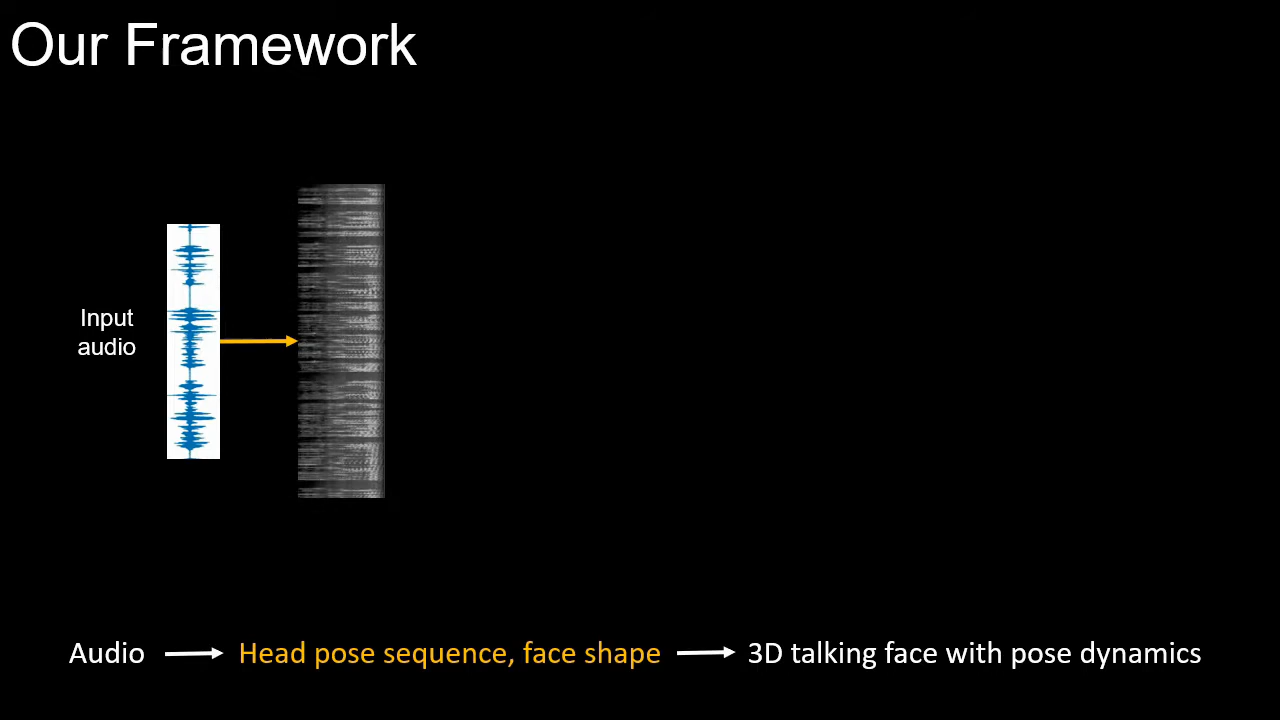 Our Framework
Input
audio
Audio
Head pose sequence, face shape
3D talking face with pose dynamics